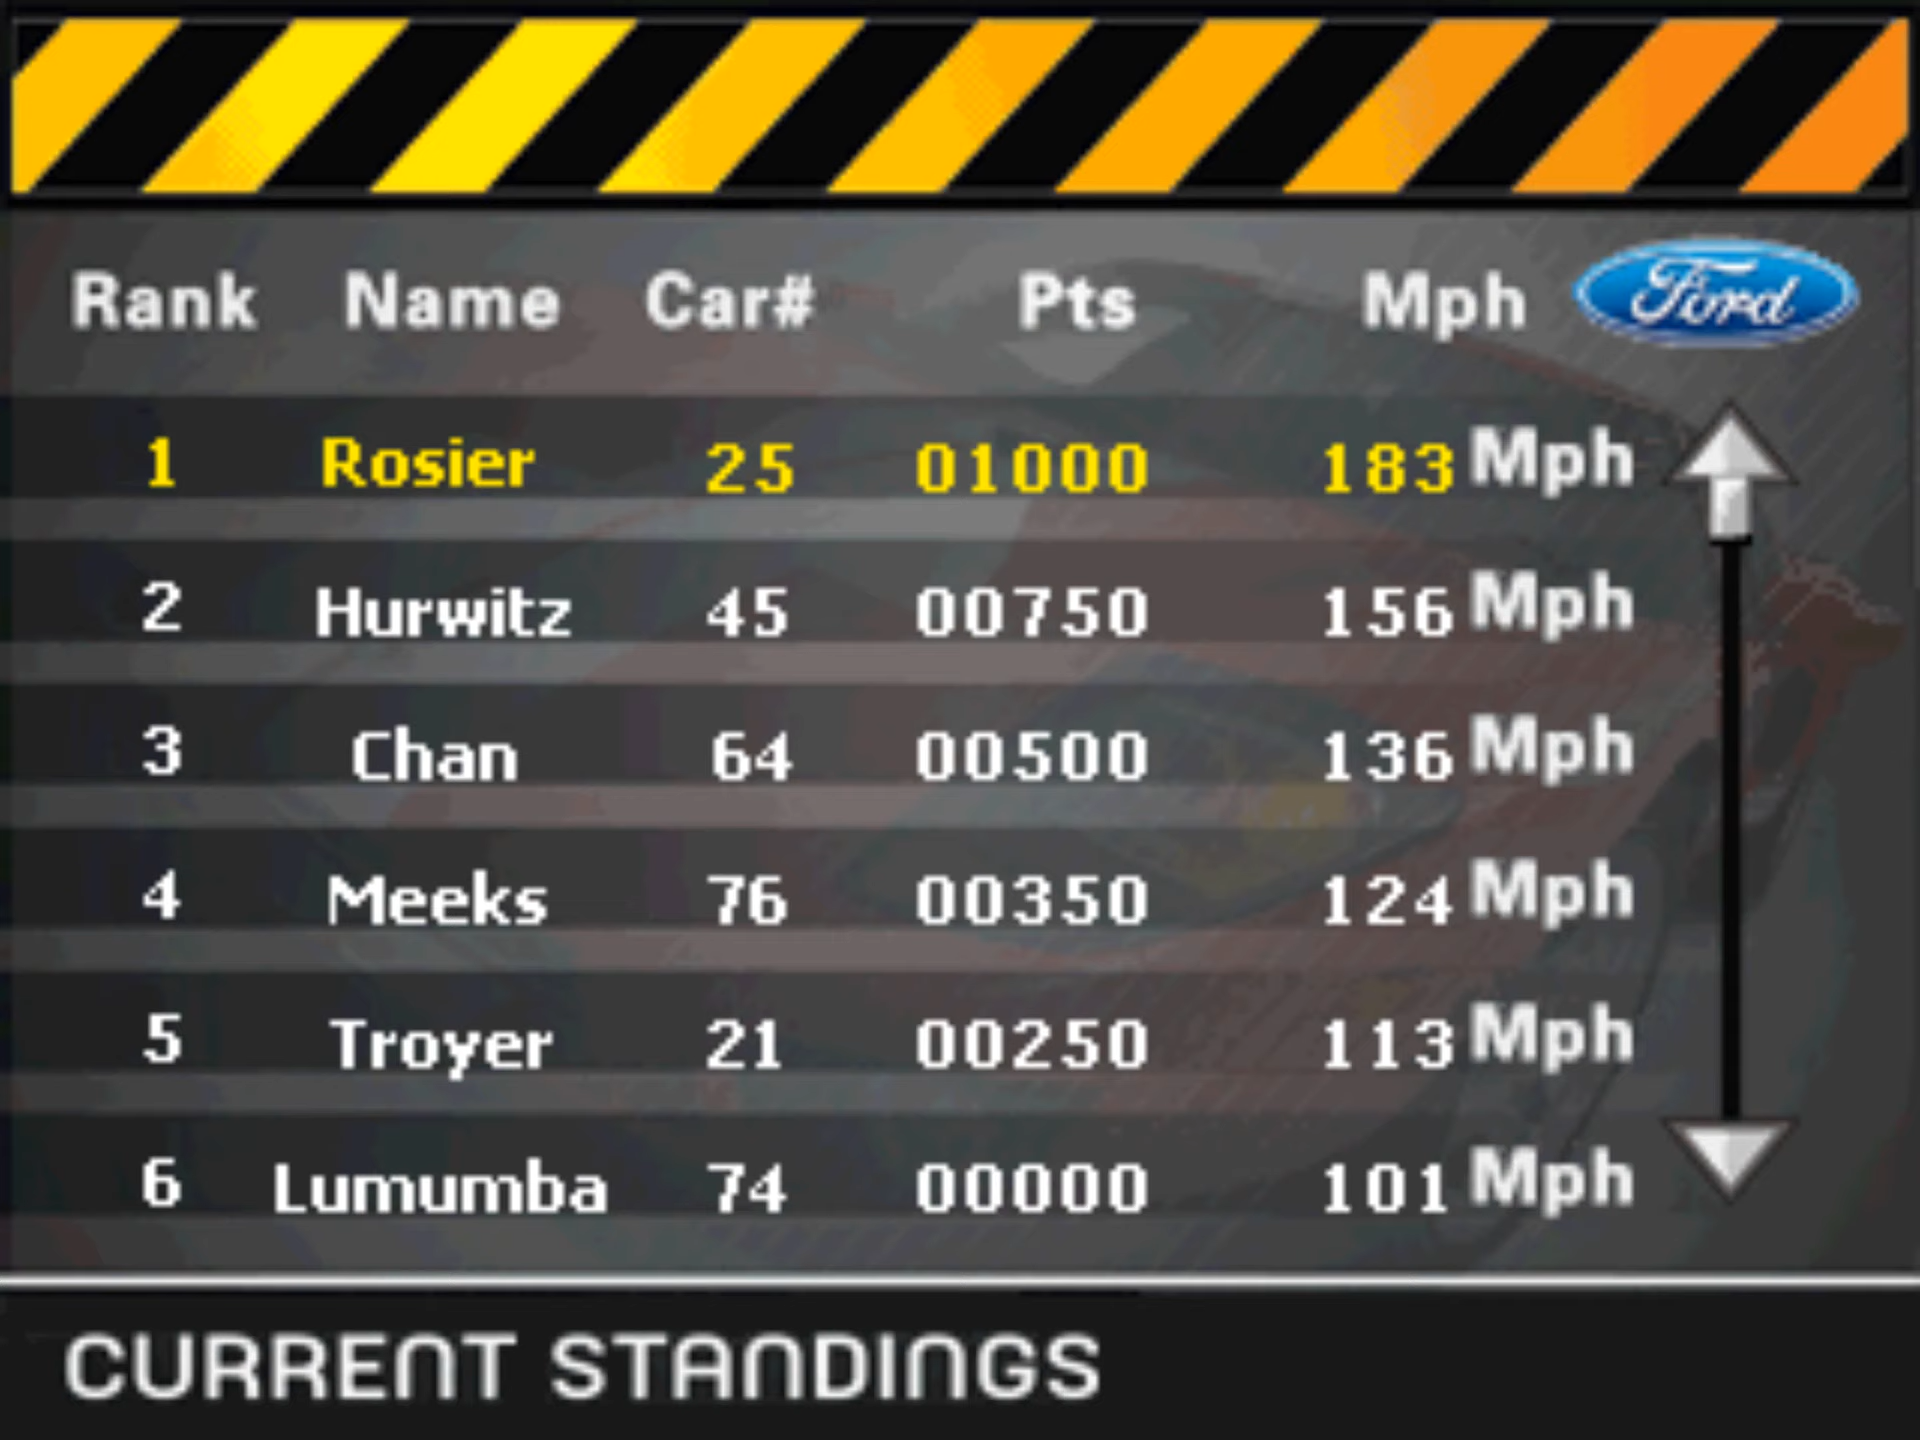 Rank Name Car# Pts Mph Ford
1 Rosier 25 01000 183 Mph
2 Hurwitz 45 00750 156 Mph
3 Chan 64 00500 136 Mph
4 Meeks 76 00350 124 Mph
5 Troyer 21 00250 113 Mph
6 Lumumba 74 00000 101 Mph
CURRENT STANDINGS